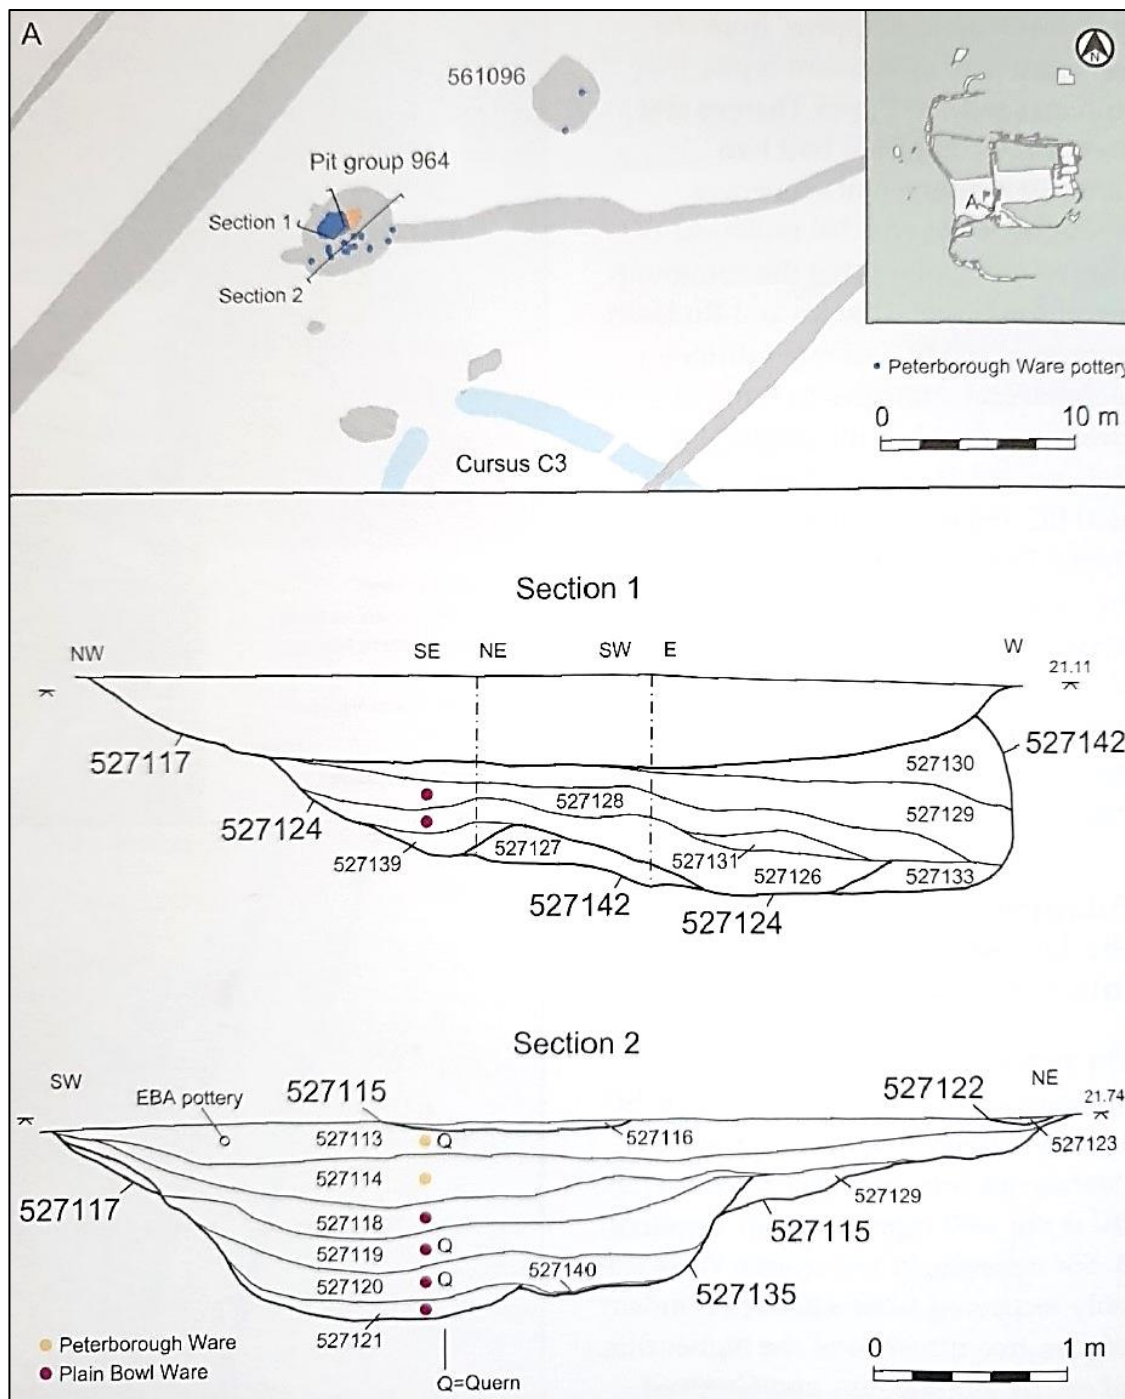 A
561096
Pit group 964
Section 1
Section 2
Cursus C3
N
A
Peterborough Ware pottery
0 10 m
Section 1
NW SE NE SW E W
21.11
527117
527142
527130
527128
527129
527124
527139
527127
527131
527126
527133
527142
527124
Section 2
SW NE
EBA pottery
527115
527122
21.74
527113 Q
527116
527123
527114
527129
527117
527118
527115
527119 Q
527120 Q
527140
527135
527121
Peterborough Ware
Plain Bowl Ware
Q=Quern
0 1 m